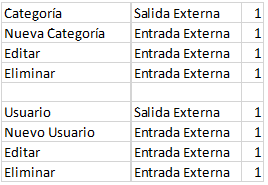 Categoría Salida Externa 1
Nueva Categoría Entrada Externa 1
Editar Entrada Externa 1
Eliminar Entrada Externa 1
Usuario Salida Externa 1
Nuevo Usuario Entrada Externa 1
Editar Entrada Externa 1
Eliminar Entrada Externa 1